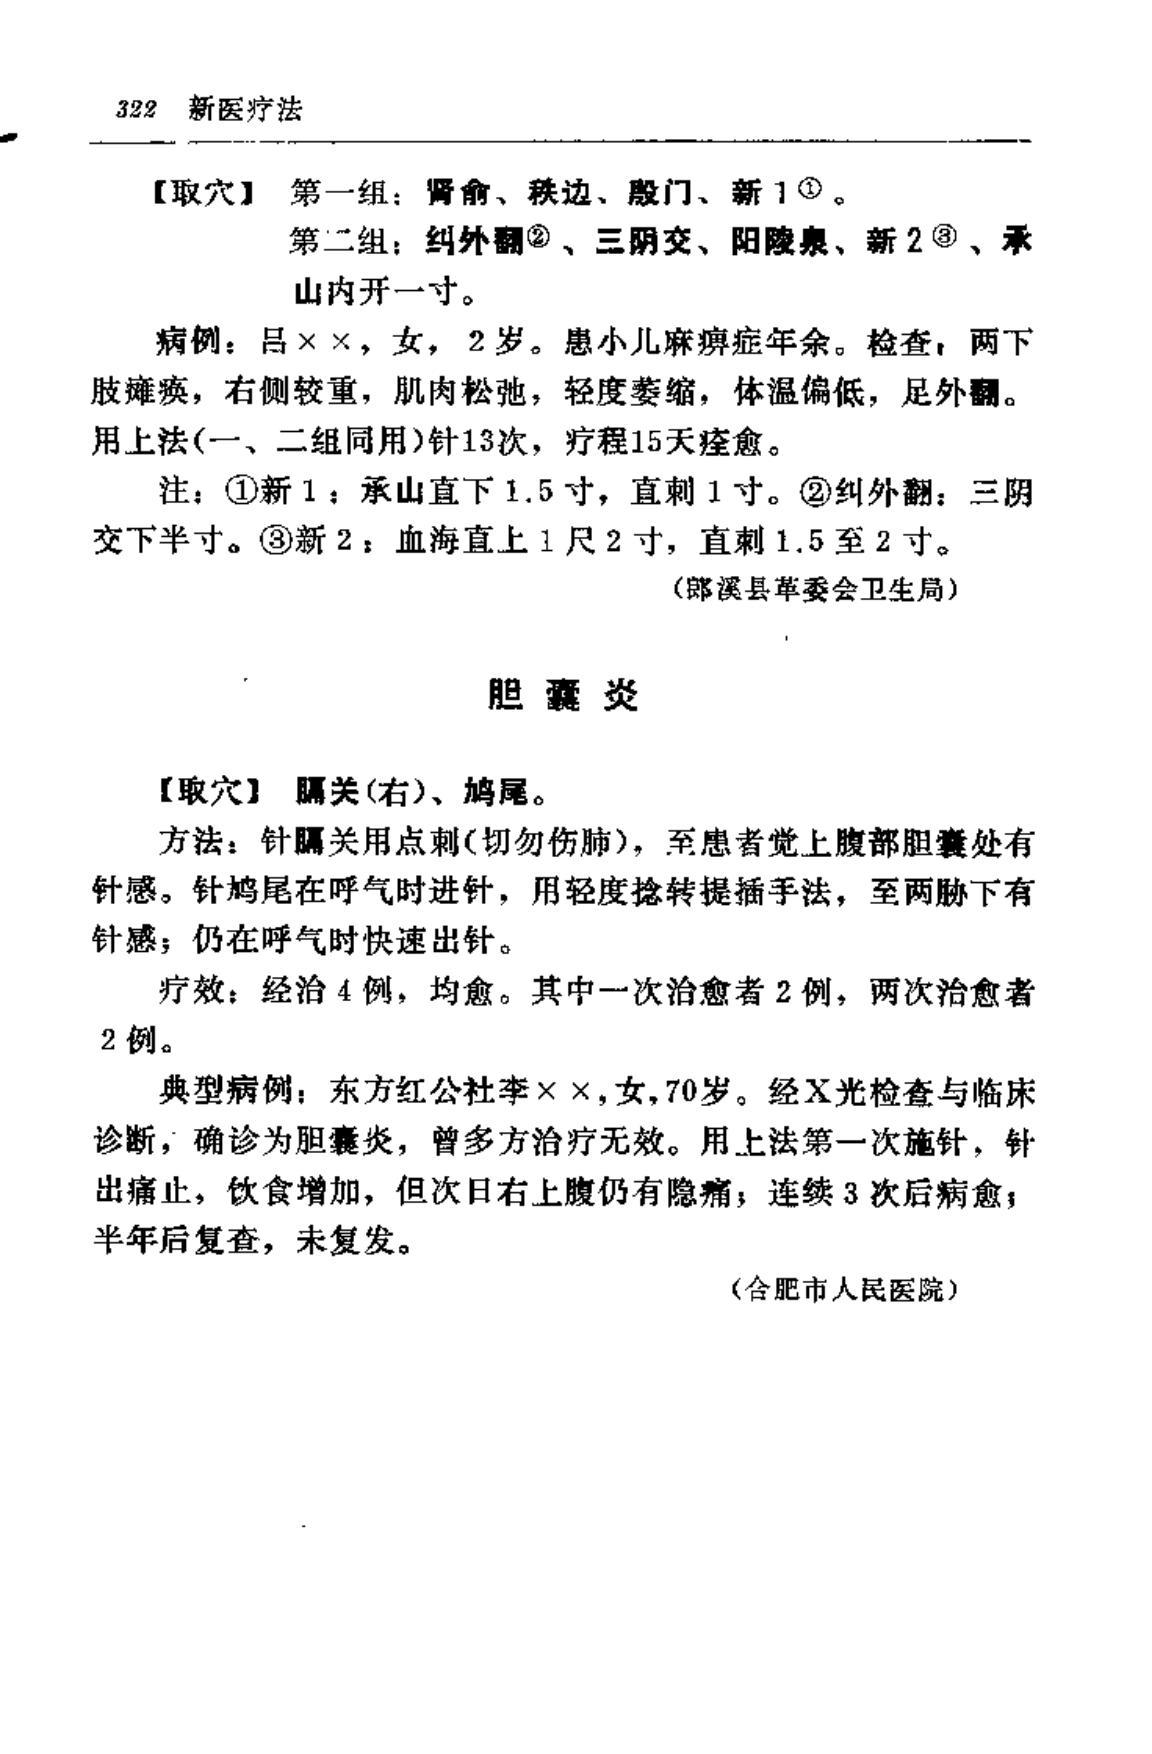 322 新医疗法
【取穴】 第一组：肾俞、秩边、殷门、新1①。
第二组：纠外翻②、三阴交、阳陵泉、新2③、承
山内开一寸。
病例：吕××，女，2岁。患小儿麻痹症年余。检查：两下
肢瘫痪，右侧较重，肌肉松弛，轻度萎缩，体温偏低，足外翻。
用上法(一、二组同用)针13次，疗程15天痊愈。
注：①新1：承山直下1.5寸，直刺1寸。②纠外翻：三阴
交下半寸。③新2：血海直上1尺2寸，直刺1.5至2寸。
（郎溪县革委会卫生局）
胆囊炎
【取穴】 膈关(右)、鸠尾。
方法：针膈关用点刺(切勿伤肺)，至患者觉上腹部胆囊处有
针感。针鸠尾在呼气时进针，用轻度捻转提插手法，至两胁下有
针感；仍在呼气时快速出针。
疗效：经治4例，均愈。其中一次治愈者2例，两次治愈者
2例。
典型病例：东方红公社李××,女,70岁。经X光检查与临床
诊断，确诊为胆囊炎，曾多方治疗无效。用上法第一次施针，针
出痛止，饮食增加，但次日右上腹仍有隐痛；连续3次后病愈；
半年后复查，未复发。
（合肥市人民医院）